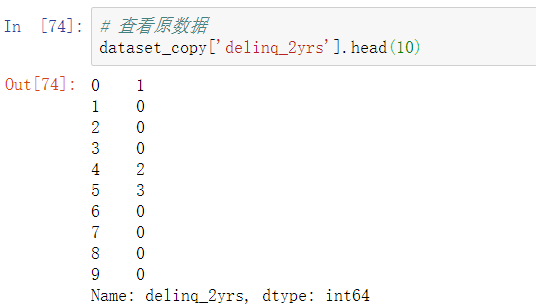 In [74]: # 查看原数据
dataset_copy['delinq_2yrs'].head(10)
Out[74]: 0    1
1    0
2    0
3    0
4    2
5    3
6    0
7    0
8    0
9    0
Name: delinq_2yrs, dtype: int64